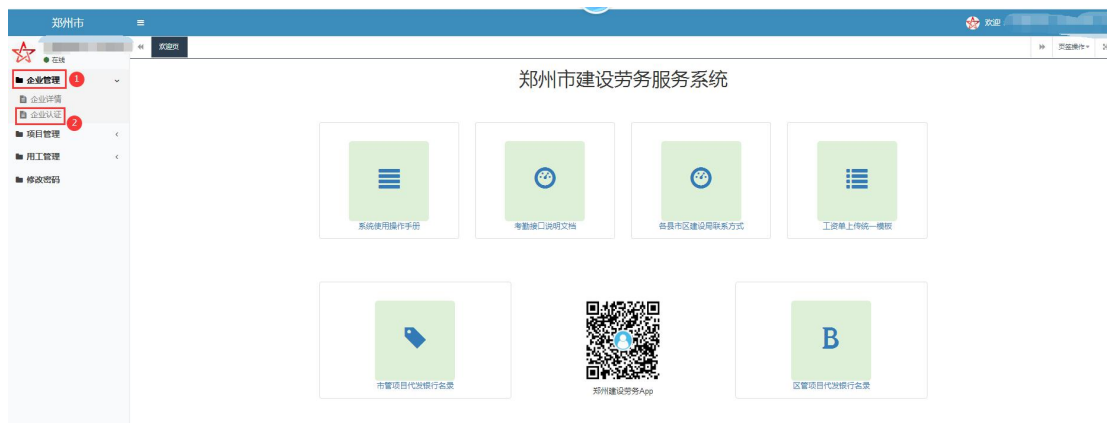 郑州市
欢迎
在线
欢迎页
页签操作
企业管理
1
企业详情
企业认证
2
项目管理
用工管理
修改密码
郑州市建设劳务服务系统
系统使用操作手册
考勤接口说明文档
各县市区建设局联系方式
工资单上传统一模板
市管项目代发银行名录
郑州建设劳务App
B
区管项目代发银行名录